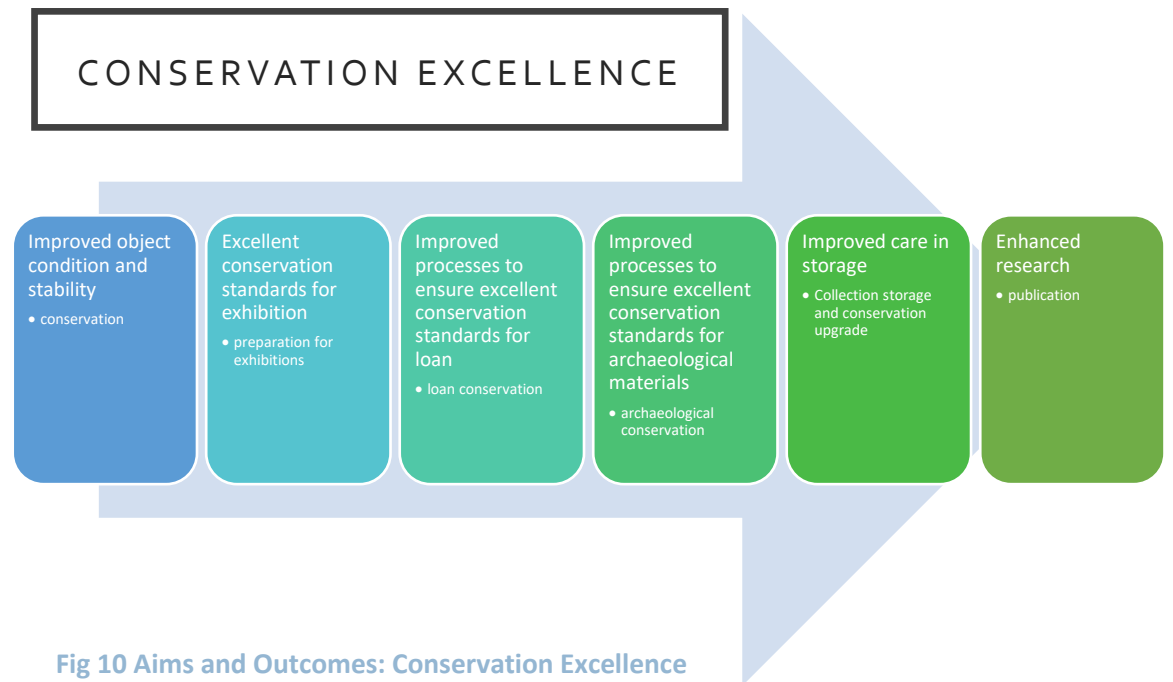 CONSERVATION EXCELLENCE
Improved object
condition and
stability
• conservation
Excellent
conservation
standards for
exhibition
• preparation for
exhibitions
Improved
processes to
ensure excellent
conservation
standards for
loan
• loan conservation
Improved
processes to
ensure excellent
conservation
standards for
archaeological
materials
• archaeological
conservation
Improved care in
storage
• Collection storage
and conservation
upgrade
Enhanced
research
• publication
Fig 10 Aims and Outcomes: Conservation Excellence